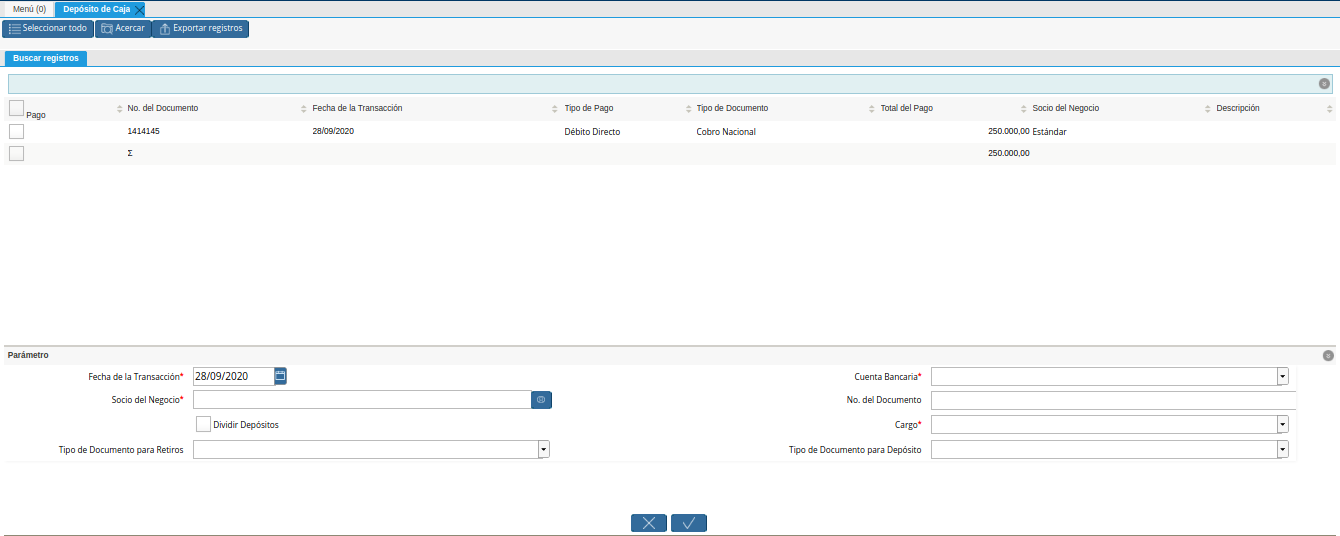 Menú (0) Depósito de Caja
Seleccionar todo Acercar Exportar registros
Buscar registros
Pago No. del Documento Fecha de la Transacción Tipo de Pago Tipo de Documento Total del Pago Socio del Negocio Descripción
1414145 28/09/2020 Débito Directo Cobro Nacional 250.000,00 Estándar
Σ 250.000,00
Parámetro
Fecha de la Transacción* 28/09/2020 Cuenta Bancaria*
Socio del Negocio* No. del Documento
Dividir Depósitos Cargo*
Tipo de Documento para Retiros Tipo de Documento para Depósito